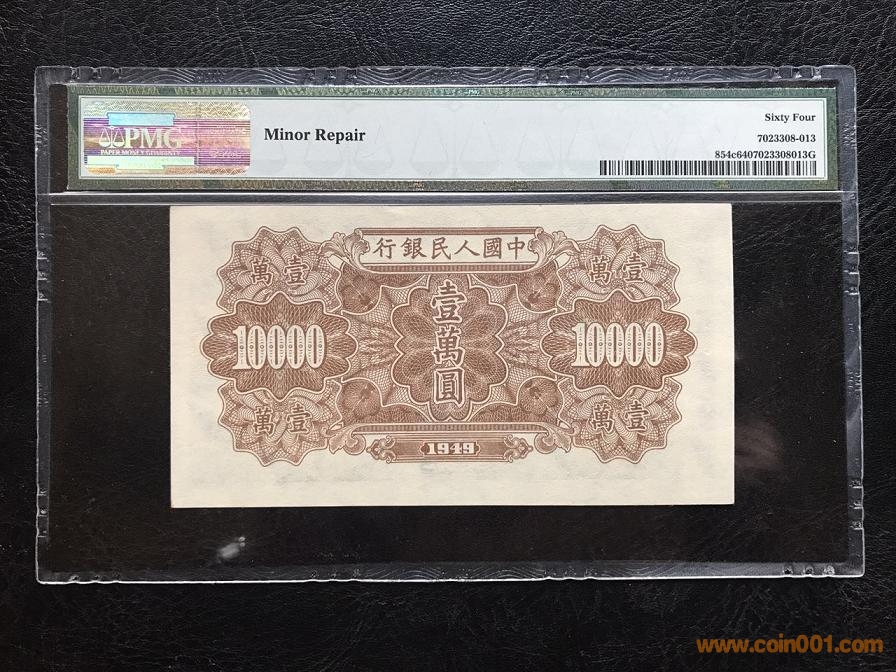 PMG
PAPER MONEY GUARANTY
Minor Repair
Sixty Four
7023308-013
854c6407023308013G
行銀民人國中
萬壹
萬壹
10000
壹萬圓
10000
萬壹
萬壹
1949
www.coin001.com